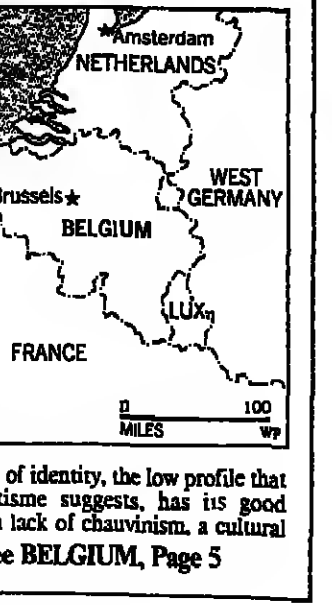 Amsterdam
NETHERLANDS
WEST
GERMANY
Brussels
BELGIUM
LUX.
FRANCE
0 100
MILES WP
of identity, the low profile that
tisme suggests, has its good
lack of chauvinism, a cultural
BELGIUM, Page 5